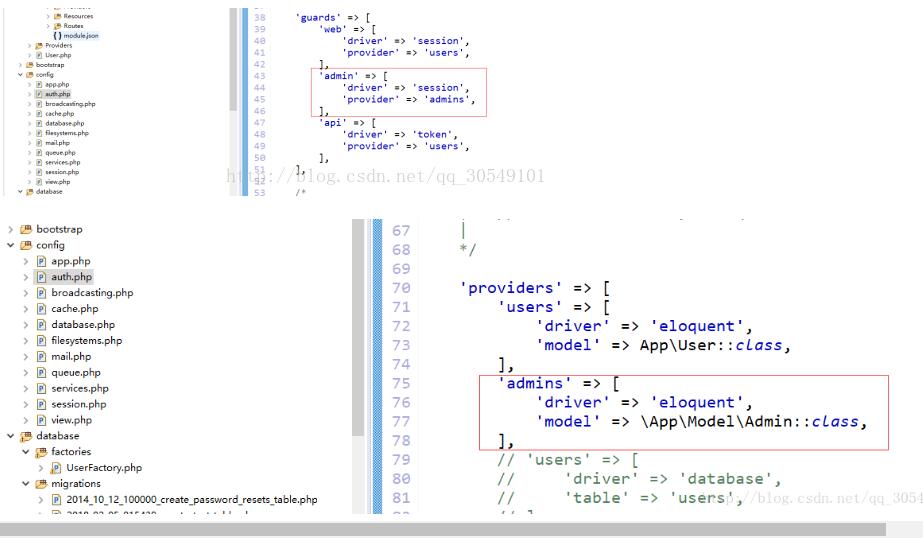 Resources
Routes
module.json
Providers
User.php
bootstrap
config
app.php
auth.php
broadcasting.php
cache.php
database.php
filesystems.php
mail.php
queue.php
services.php
session.php
view.php
database
38 'guards' => [
39 'web' => [
40 'driver' => 'session',
41 'provider' => 'users',
42 ],
43 'admin' => [
44 'driver' => 'session',
45 'provider' => 'admins',
46 ],
47 'api' => [
48 'driver' => 'token',
49 'provider' => 'users',
50 ],
51 ],
52
53 /*
http://blog.csdn.net/qq_30549101
bootstrap
config
app.php
auth.php
broadcasting.php
cache.php
database.php
filesystems.php
mail.php
queue.php
services.php
session.php
view.php
database
factories
UserFactory.php
migrations
2014_10_12_100000_create_password_resets_table.php
67 |
68 */
69
70 'providers' => [
71 'users' => [
72 'driver' => 'eloquent',
73 'model' => App\User::class,
74 ],
75 'admins' => [
76 'driver' => 'eloquent',
77 'model' => \App\Model\Admin::class,
78 ],
79 // 'users' => [
80 // 'driver' => 'database',
81 // 'table' => 'users',
http://blog.csdn.net/qq_3054